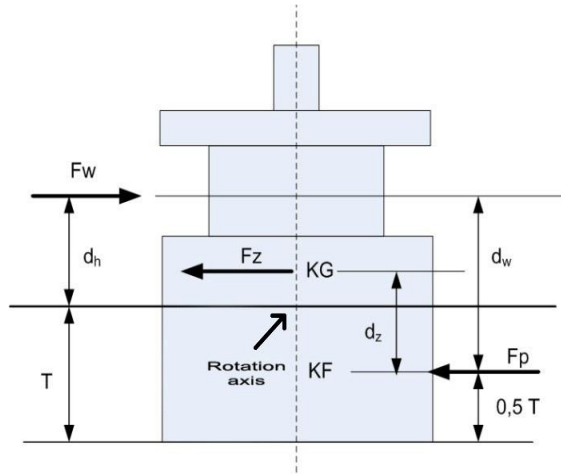 Fw
d_h
Fz
KG
d_w
d_z
Rotation
axis
T
KF
Fp
0,5 T